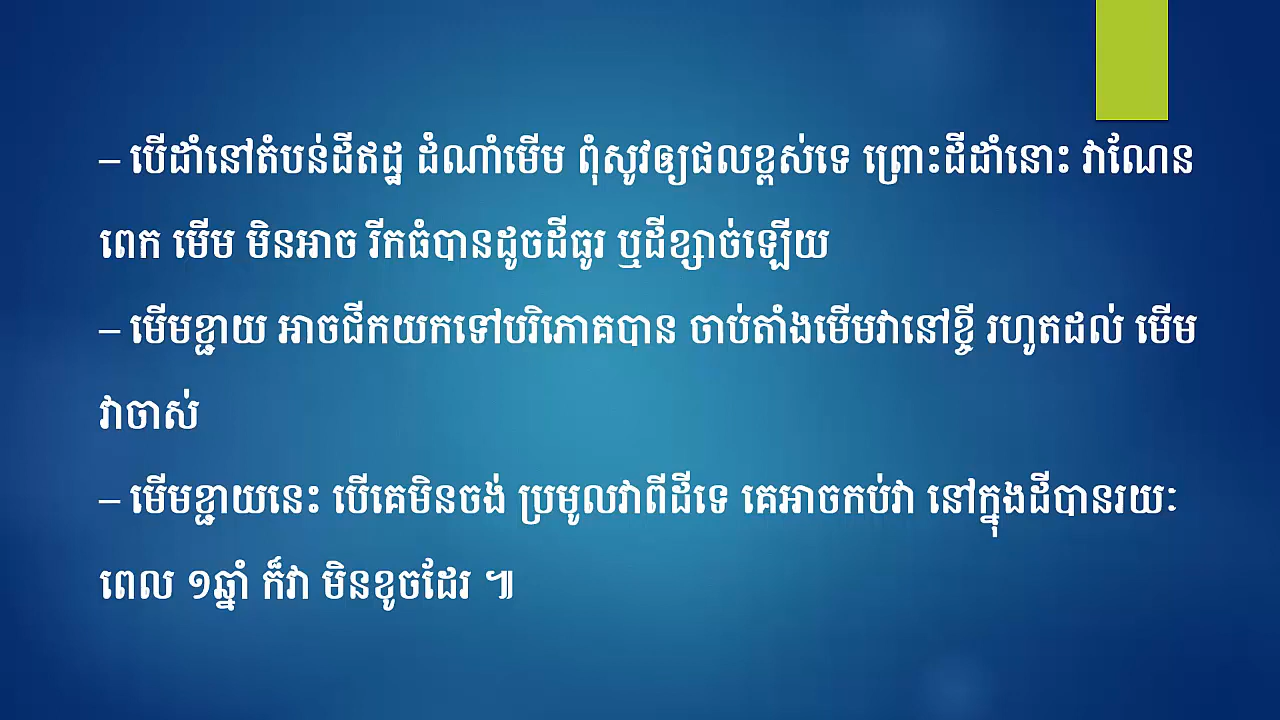 – បើដាំនៅតំបន់ដីឥដ្ឋ ដំណាំមើម ពុំសូវឲ្យផលខ្ពស់ទេ ព្រោះដីដាំនោះ វាណែន
ពេក មើម មិនអាច រីកធំបានដូចដីធូរ ឬដីខ្សាច់ឡើយ
– មើមខ្ជាយ អាចជីកយកទៅបរិភោគបាន ចាប់តាំងមើមវានៅខ្ចី រហូតដល់ មើម
វាចាស់
– មើមខ្ជាយនេះ បើគេមិនចង់ ប្រមូលវាពីដីទេ គេអាចកប់វា នៅក្នុងដីបានរយៈ
ពេល ១ឆ្នាំ ក៏វា មិនខូចដែរ ៕